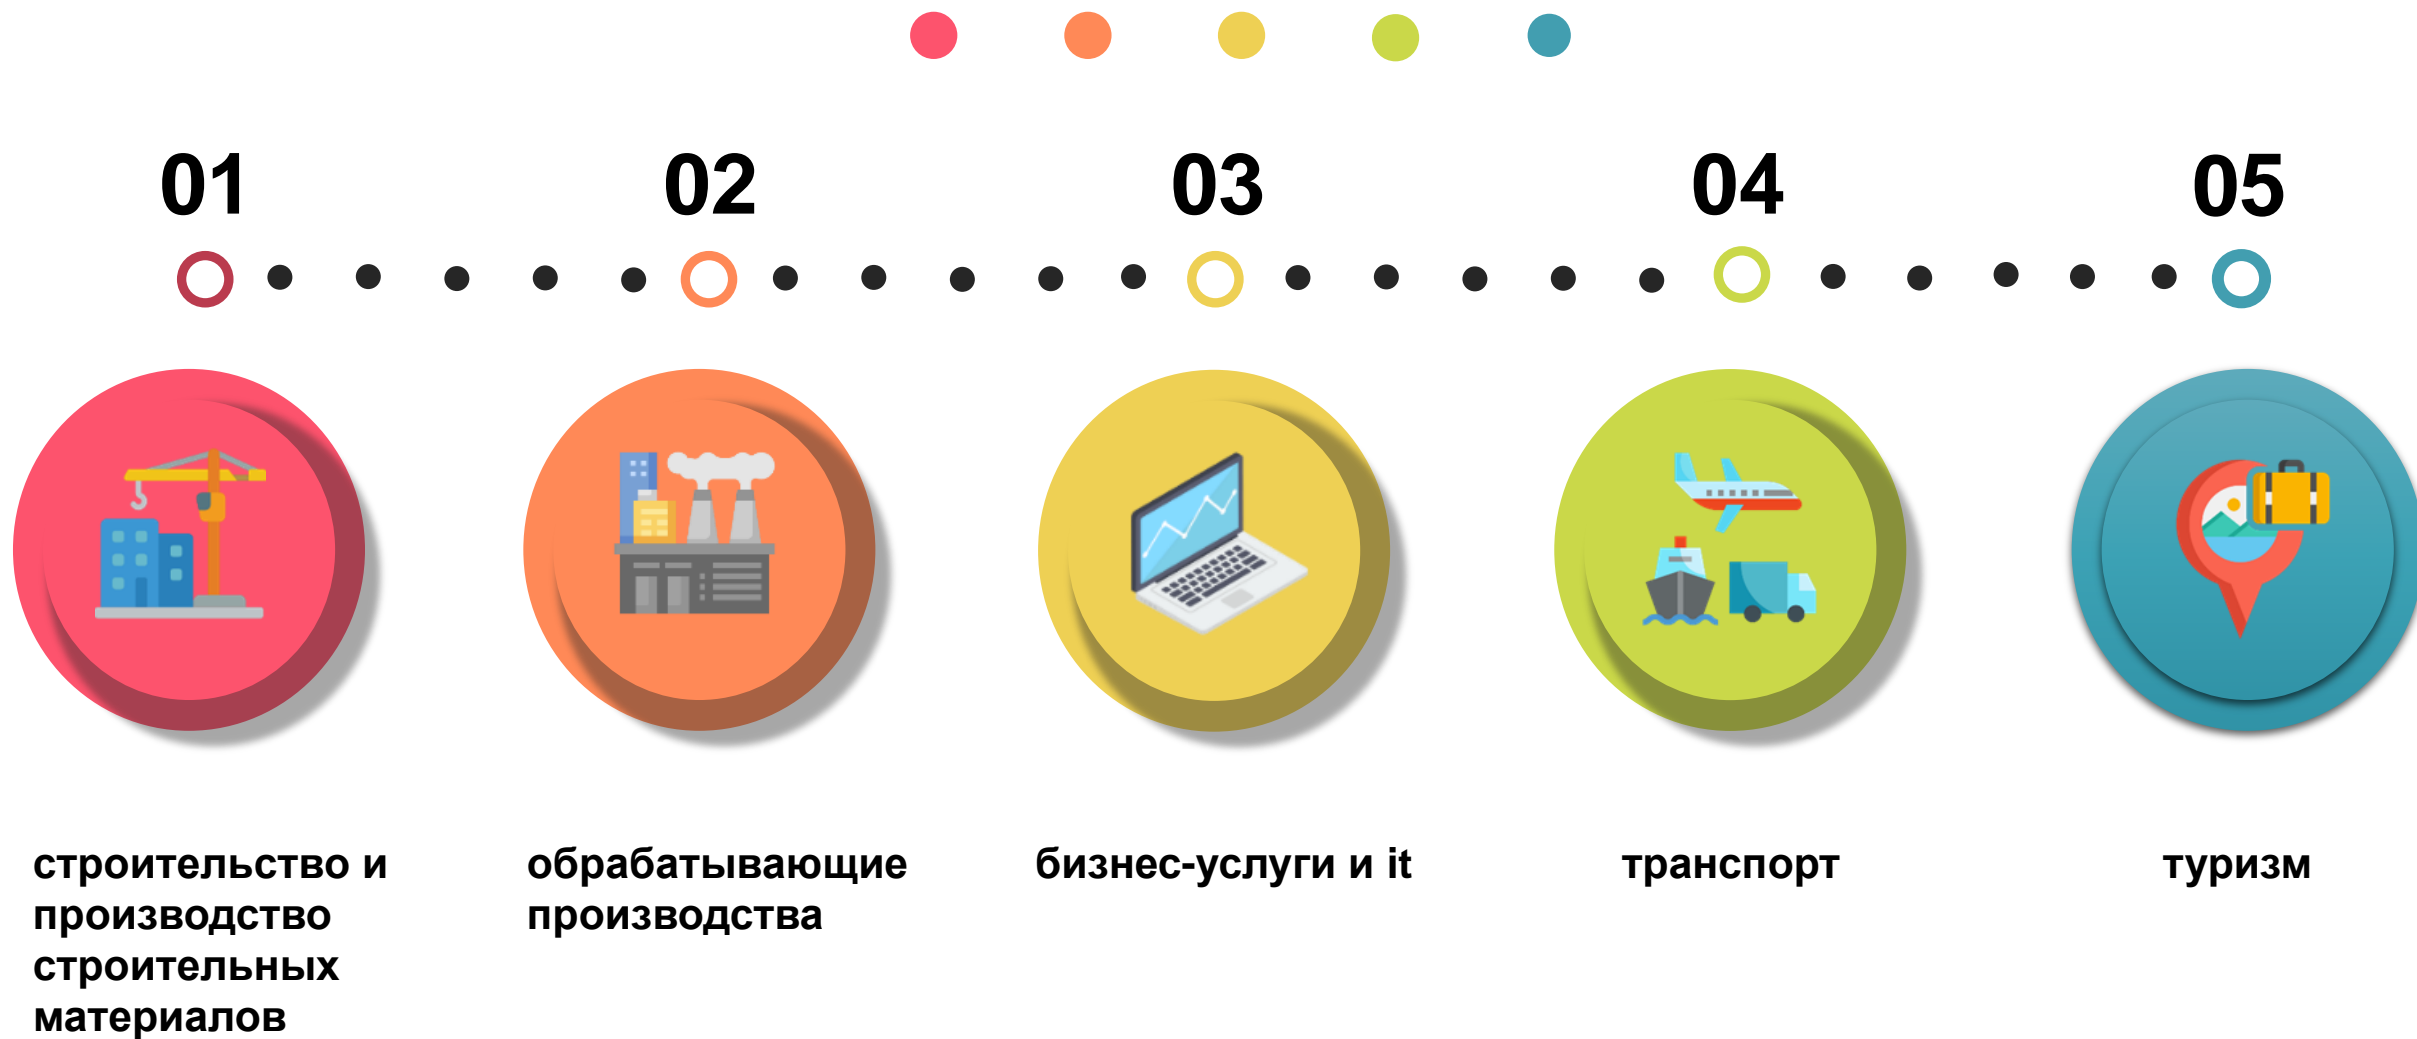 01
02
03
04
05
строительство и
производство
строительных
материалов
обрабатывающие
производства
бизнес-услуги и it
транспорт
туризм